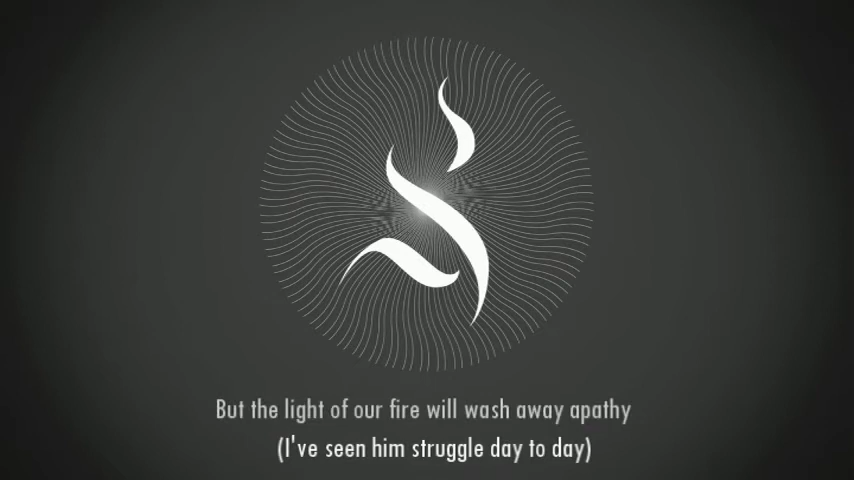 But the light of our fire will wash away apathy
(I've seen him struggle day to day)